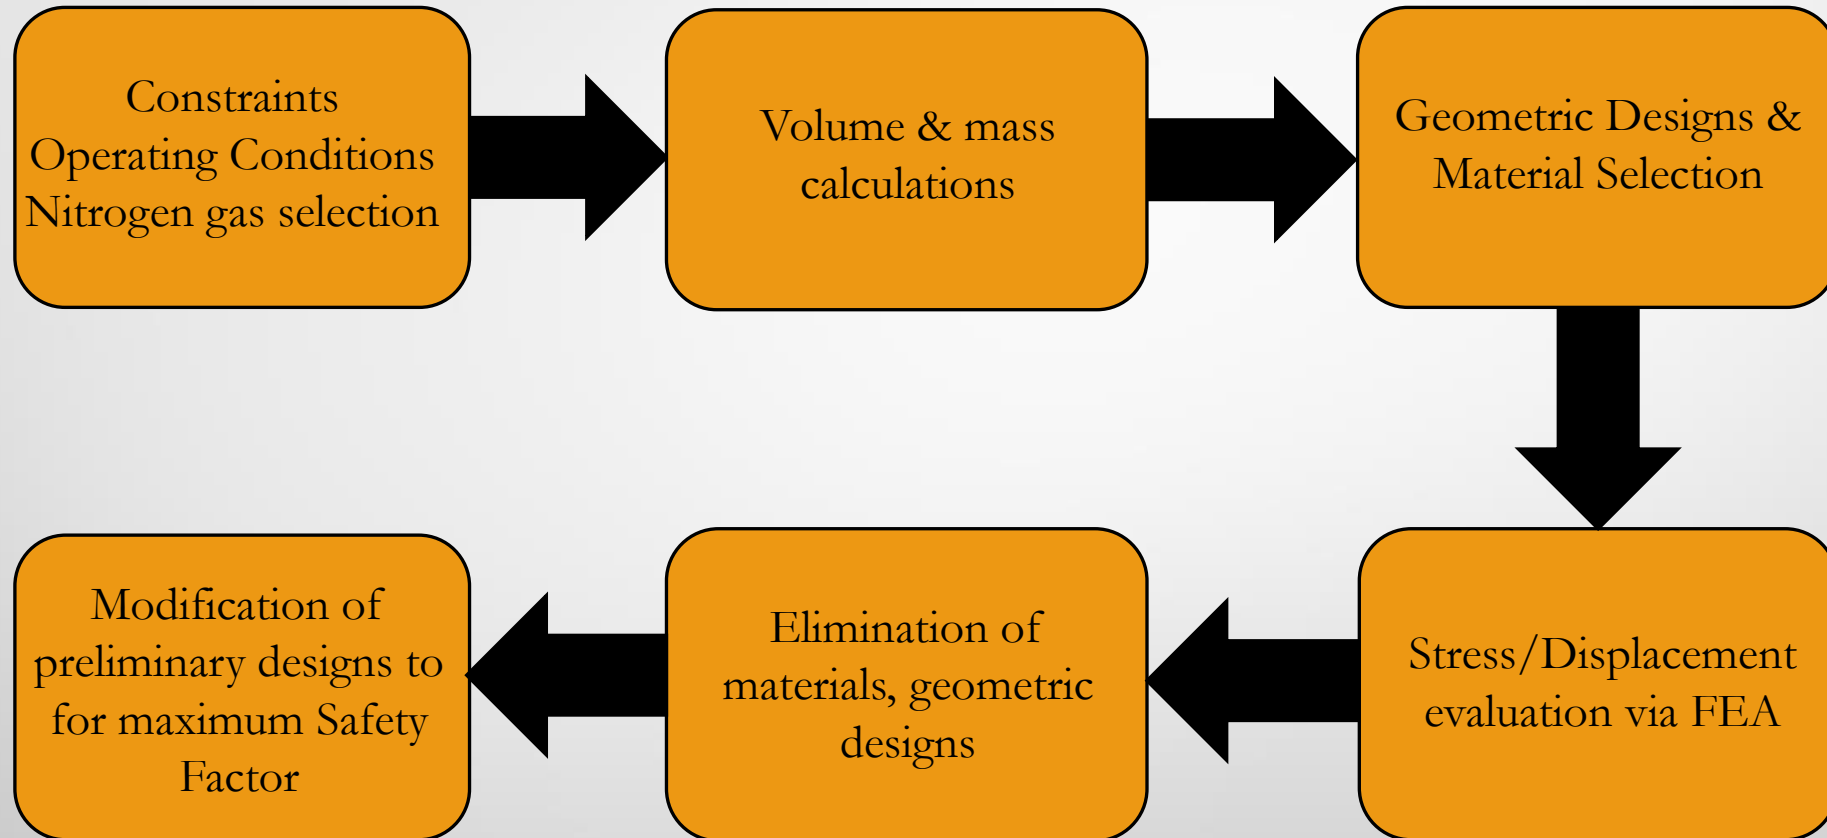 Constraints
Operating Conditions
Nitrogen gas selection
Volume & mass
calculations
Geometric Designs &
Material Selection
Stress/Displacement
evaluation via FEA
Elimination of
materials, geometric
designs
Modification of
preliminary designs to
for maximum Safety
Factor